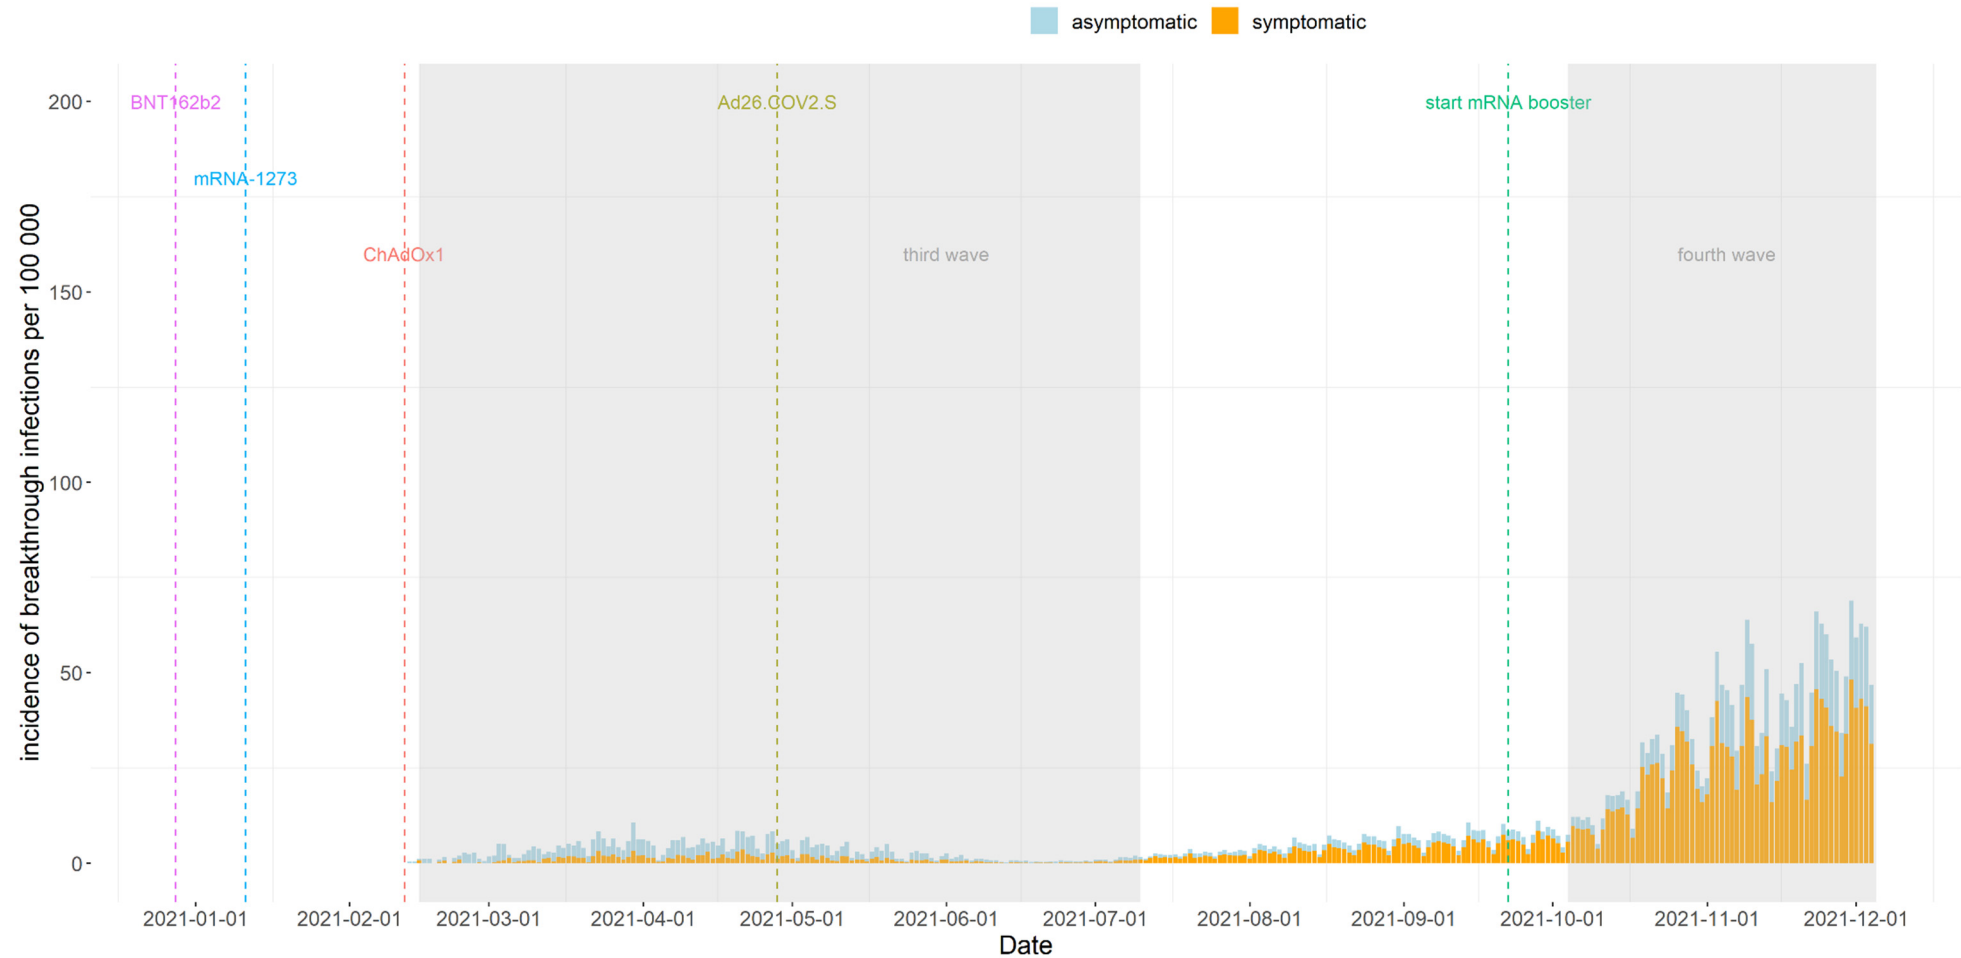 asymptomatic symptomatic
200
BNT162b2
Ad26.COV2.S
start mRNA booster
mRNA-1273
ChAdOx1
third wave
fourth wave
150
100
50
0
incidence of breakthrough infections per 100 000
2021-01-01 2021-02-01 2021-03-01 2021-04-01 2021-05-01 2021-06-01 2021-07-01 2021-08-01 2021-09-01 2021-10-01 2021-11-01 2021-12-01
Date